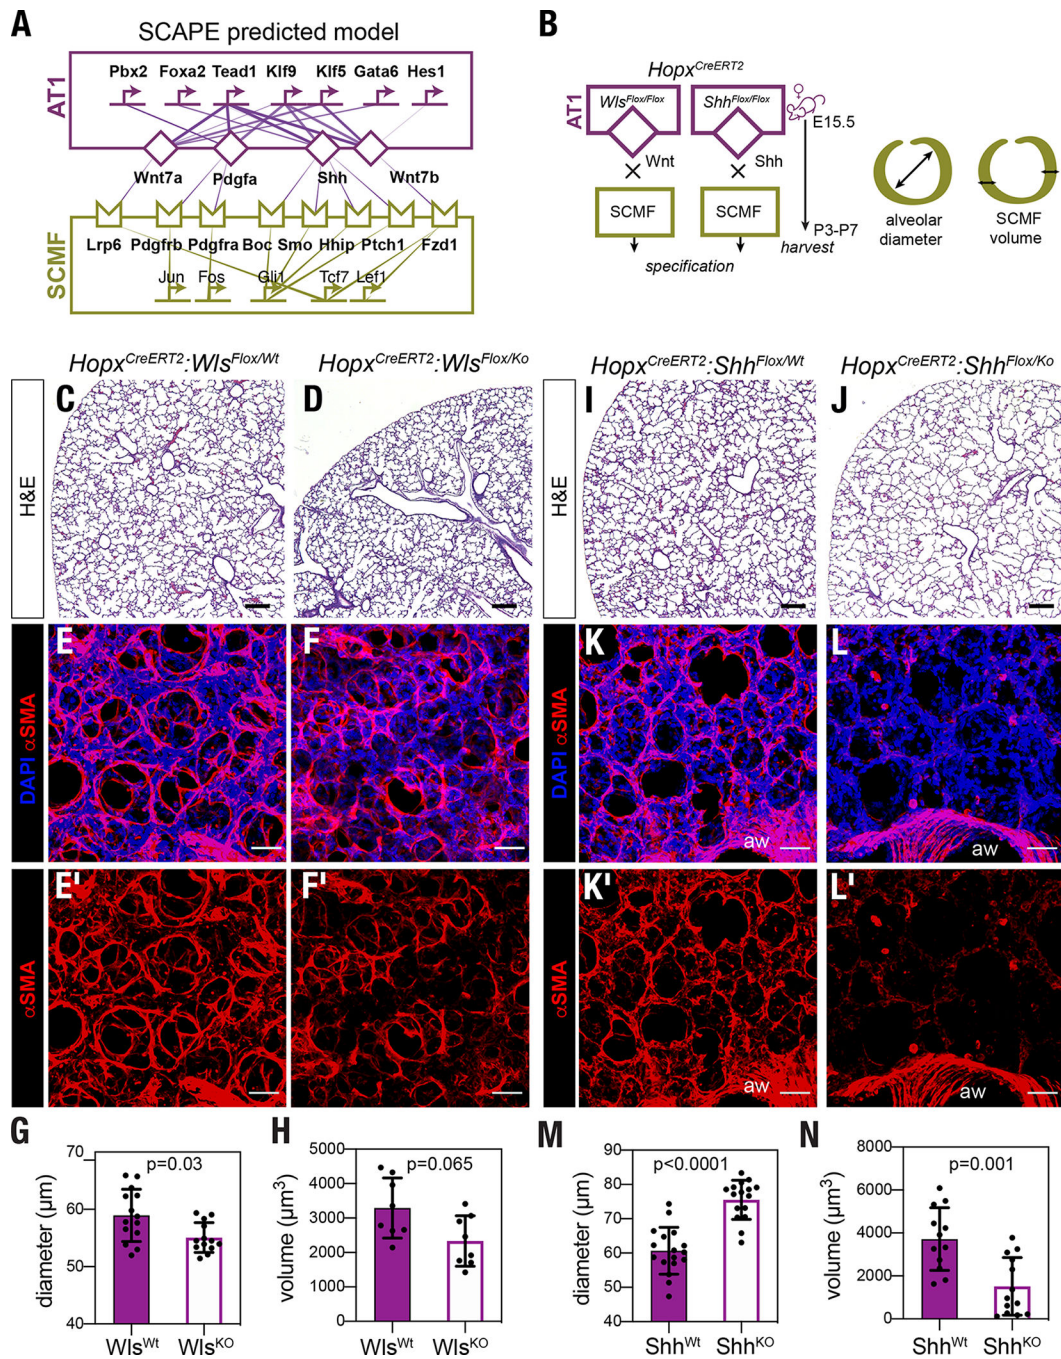 A
SCAPE predicted model
AT1
Pbx2 Foxa2 Tead1 Klf9 Klf5 Gata6 Hes1
Wnt7a Pdgfa Shh Wnt7b
SCMF
Lrp6 Pdgfrb Pdgfra Boc Smo Hhip Ptch1 Fzd1
Jun Fos Gli1 Tcf7 Lef1
B
HopxCreERT2
AT1
WlsFlox/Flox ShhFlox/Flox
E15.5
Wnt Shh
SCMF SCMF
P3-P7
harvest
specification
alveolar
diameter
SCMF
volume
HopxCreERT2:WlsFlox/Wt HopxCreERT2:WlsFlox/Ko HopxCreERT2:ShhFlox/Wt HopxCreERT2:ShhFlox/Ko
H&E
C D
H&E
I J
DAPI αSMA
E F
DAPI αSMA
K L
aw aw
αSMA
E' F'
αSMA
K' L'
aw aw
G
diameter (µm)
70
60
50
40
p=0.03
WlsWt WlsKO
H
volume (µm3)
5000
4000
3000
2000
1000
0
p=0.065
WlsWt WlsKO
M
diameter (µm)
90
80
70
60
50
40
p<0.0001
ShhWt ShhKO
N
volume (µm3)
8000
6000
4000
2000
0
p=0.001
ShhWt ShhKO